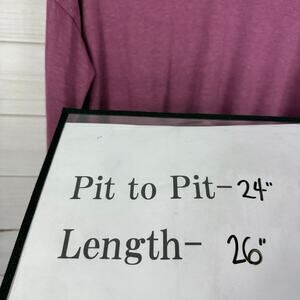 Pit to Pit- 24"
Length- 26"